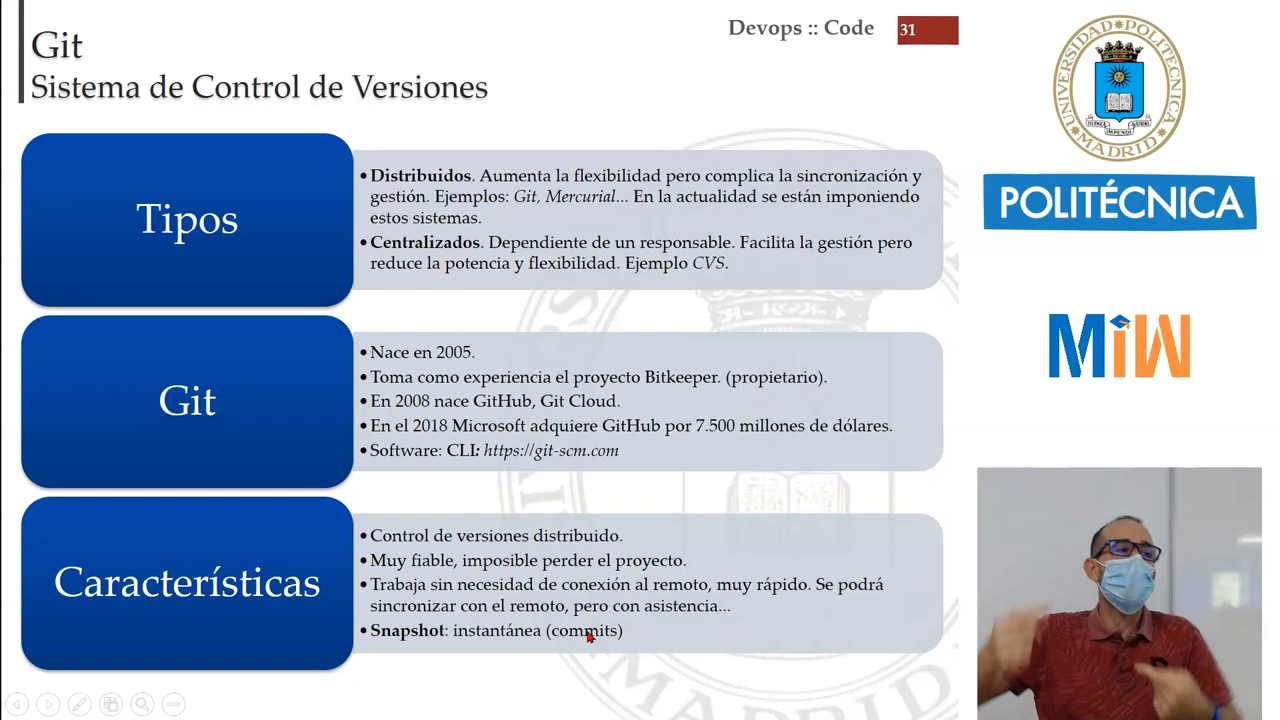 Git
Sistema de Control de Versiones
Devops :: Code
31
Tipos
• Distribuidos. Aumenta la flexibilidad pero complica la sincronización y
gestión. Ejemplos: Git, Mercurial... En la actualidad se están imponiendo
estos sistemas.
• Centralizados. Dependiente de un responsable. Facilita la gestión pero
reduce la potencia y flexibilidad. Ejemplo CVS.
Git
• Nace en 2005.
• Toma como experiencia el proyecto Bitkeeper. (propietario).
• En 2008 nace GitHub, Git Cloud.
• En el 2018 Microsoft adquiere GitHub por 7.500 millones de dólares.
• Software: CLI: https://git-scm.com
Características
• Control de versiones distribuido.
• Muy fiable, imposible perder el proyecto.
• Trabaja sin necesidad de conexión al remoto, muy rápido. Se podrá
sincronizar con el remoto, pero con asistencia...
• Snapshot: instantánea (commits)
UNIVERSIDAD POLITECNICA
MADRID
POLITÉCNICA
MiW